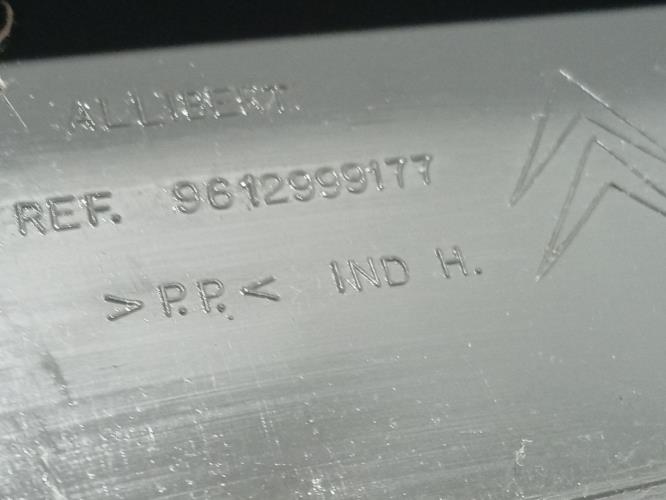 ALLIBERT.
REF. 9612999177
>P.P.< IND H.